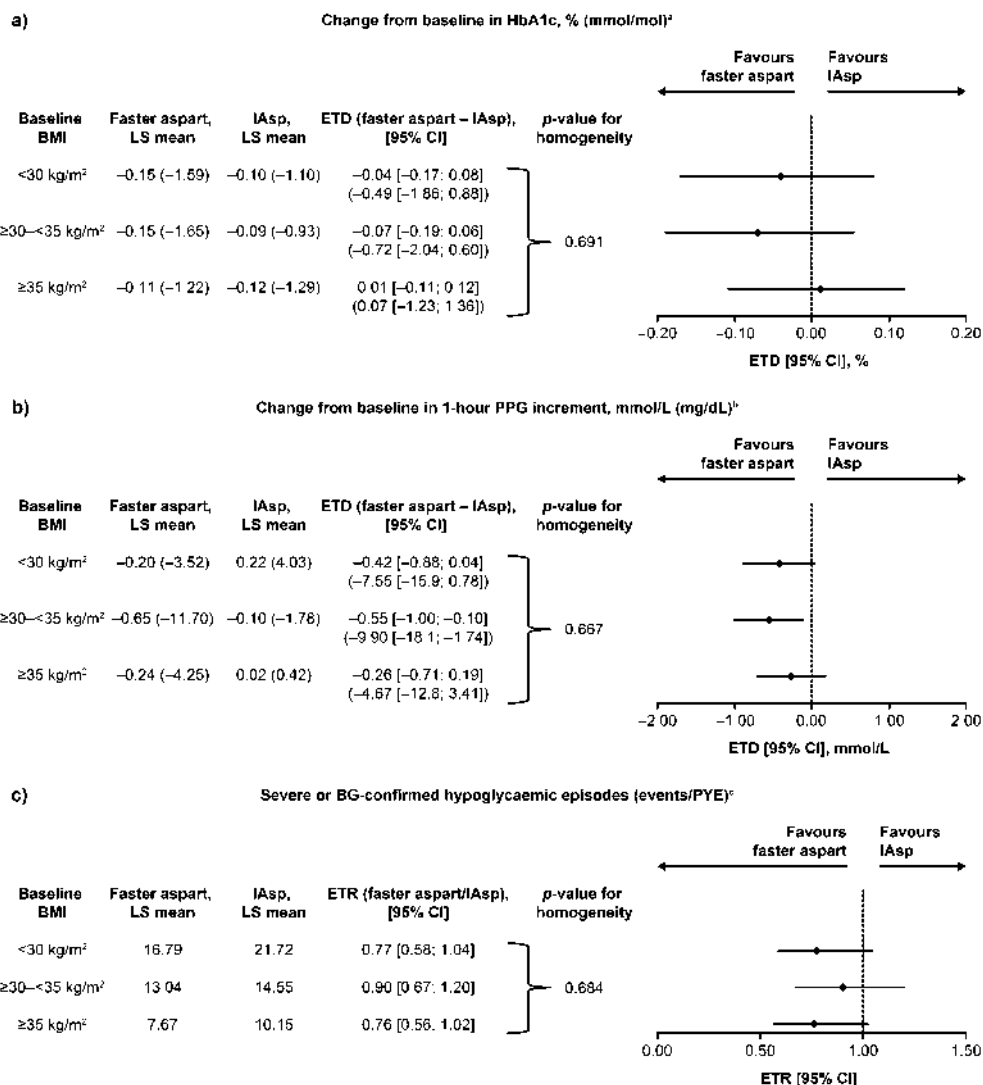 a) Change from baseline in HbA1c, % (mmol/mol)ᵃ
Favours faster aspart
Favours IAsp
Baseline BMI Faster aspart, LS mean IAsp, LS mean ETD (faster aspart – IAsp), [95% CI] p-value for homogeneity
<30 kg/m² –0.15 (–1.59) –0.10 (–1.10) –0.04 [–0.17; 0.08]
(–0.49 [–1.86; 0.88])
≥30–<35 kg/m² –0.15 (–1.65) –0.09 (–0.93) –0.07 [–0.19; 0.06]
(–0.72 [–2.04; 0.60])
0.691
≥35 kg/m² –0.11 (–1.22) –0.12 (–1.29) 0.01 [–0.11; 0.12]
(0.07 [–1.23; 1.36])
–0.20 –0.10 0.00 0.10 0.20
ETD [95% CI], %
b) Change from baseline in 1-hour PPG increment, mmol/L (mg/dL)ᵇ
Favours faster aspart
Favours IAsp
Baseline BMI Faster aspart, LS mean IAsp, LS mean ETD (faster aspart – IAsp), [95% CI] p-value for homogeneity
<30 kg/m² –0.20 (–3.52) 0.22 (4.03) –0.42 [–0.88; 0.04]
(–7.55 [–15.9; 0.78])
≥30–<35 kg/m² –0.65 (–11.70) –0.10 (–1.78) –0.55 [–1.00; –0.10]
(–9.90 [–18.1; –1.74])
0.667
≥35 kg/m² –0.24 (–4.25) 0.02 (0.42) –0.26 [–0.71; 0.19]
(–4.67 [–12.8; 3.41])
–2.00 –1.00 0.00 1.00 2.00
ETD [95% CI], mmol/L
c) Severe or BG-confirmed hypoglycaemic episodes (events/PYE)ᶜ
Favours faster aspart
Favours IAsp
Baseline BMI Faster aspart, LS mean IAsp, LS mean ETR (faster aspart/IAsp), [95% CI] p-value for homogeneity
<30 kg/m² 16.79 21.72 0.77 [0.58; 1.04]
≥30–<35 kg/m² 13.04 14.55 0.90 [0.67; 1.20]
0.684
≥35 kg/m² 7.67 10.15 0.76 [0.56; 1.02]
0.00 0.50 1.00 1.50
ETR [95% CI]